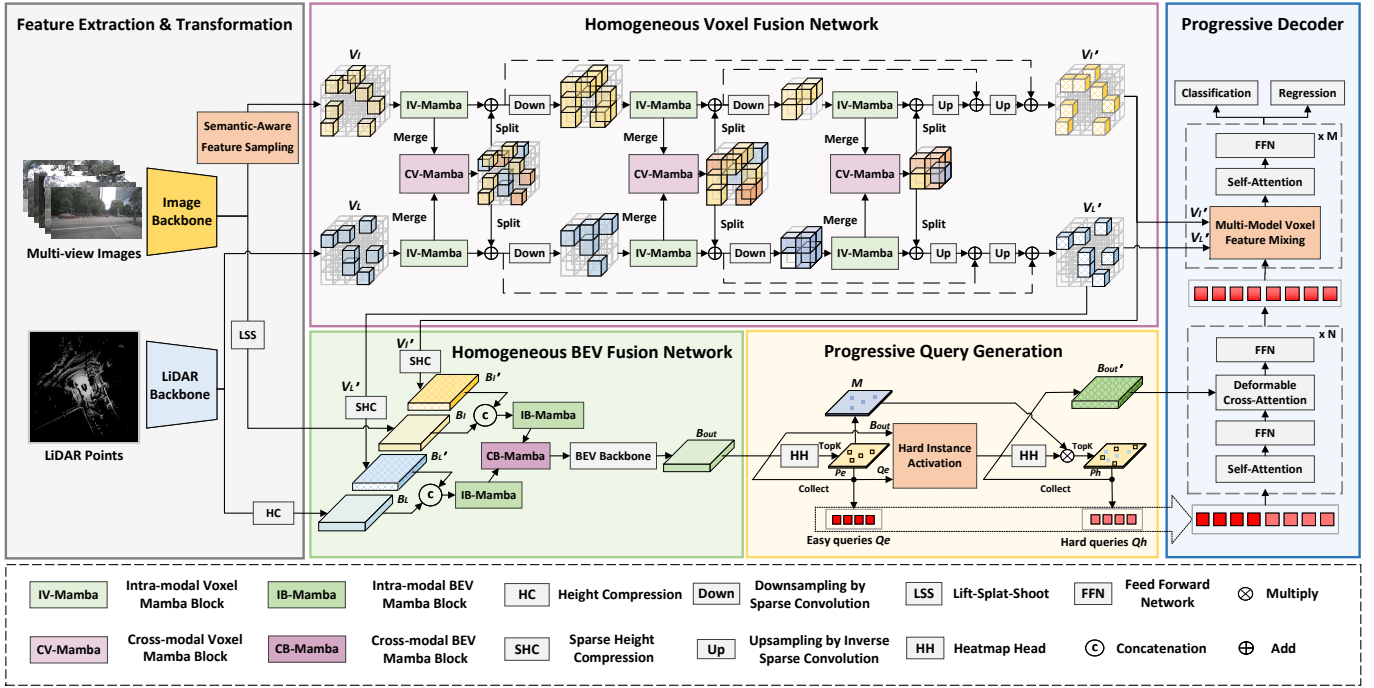 Feature Extraction & Transformation
Semantic-Aware
Feature Sampling
Image
Backbone
Multi-view Images
LSS
LiDAR
Backbone
LiDAR Points
HC
Homogeneous Voxel Fusion Network
VI
IV-Mamba
Down
IV-Mamba
Down
IV-Mamba
Up
Up
VI'
Merge
Split
Merge
Split
Merge
Split
CV-Mamba
CV-Mamba
CV-Mamba
VL
Merge
Split
Merge
Split
Merge
Split
VL'
IV-Mamba
Down
IV-Mamba
Down
IV-Mamba
Up
Up
Homogeneous BEV Fusion Network
VI'
SHC
VL'
SHC
BI'
BI
BL'
BL
C
C
IB-Mamba
IB-Mamba
CB-Mamba
BEV Backbone
Bout
Progressive Query Generation
M
Bout
Bout'
HH
TopK
Pe
Qe
Hard Instance
Activation
HH
TopK
Ph
Collect
Collect
Easy queries Qe
Hard queries Qh
Progressive Decoder
Classification
Regression
x M
FFN
Self-Attention
VI'
VL'
Multi-Model Voxel
Feature Mixing
x N
FFN
Deformable
Cross-Attention
FFN
Self-Attention
IV-Mamba
Intra-modal Voxel
Mamba Block
IB-Mamba
Intra-modal BEV
Mamba Block
HC
Height Compression
Down
Downsampling by
Sparse Convolution
LSS
Lift-Splat-Shoot
FFN
Feed Forward
Network
Multiply
CV-Mamba
Cross-modal Voxel
Mamba Block
CB-Mamba
Cross-modal BEV
Mamba Block
SHC
Sparse Height
Compression
Up
Upsampling by Inverse
Sparse Convolution
HH
Heatmap Head
C
Concatenation
Add